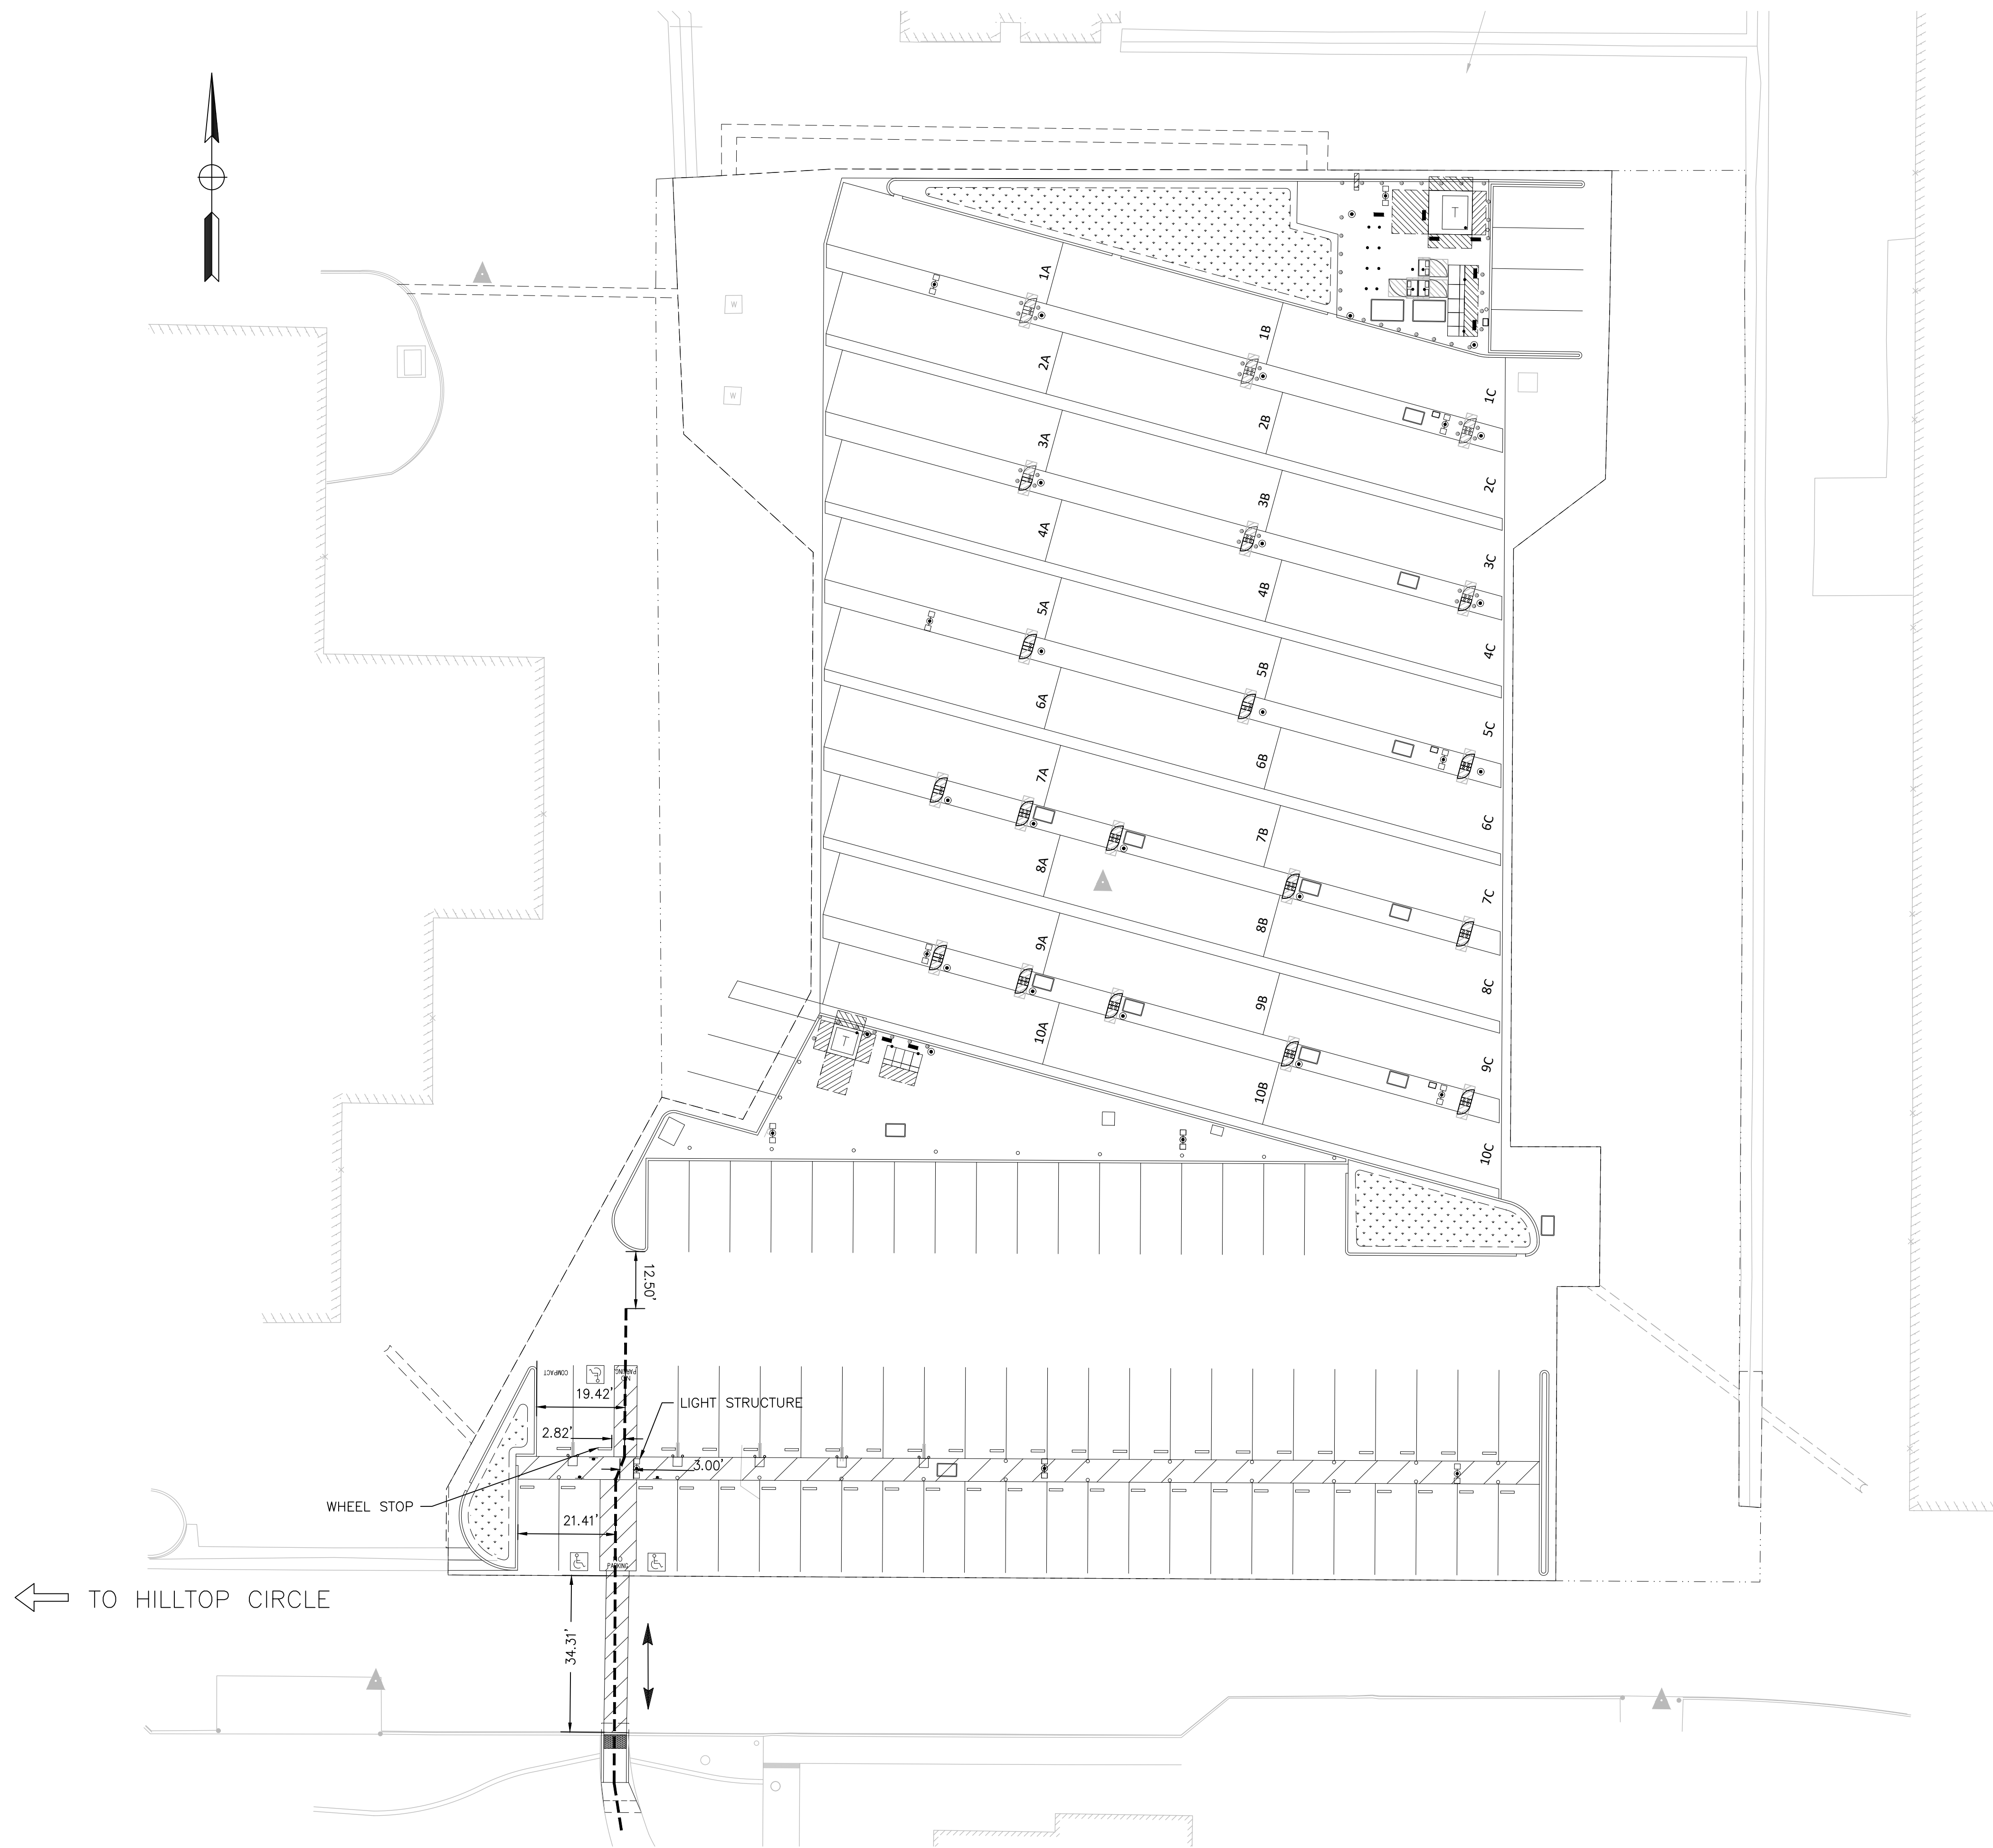 T
W
W
1A
1B
1C
2A
2B
2C
3A
3B
3C
4A
4B
4C
5A
5B
5C
6A
6B
6C
7A
7B
7C
8A
8B
8C
9A
9B
9C
10A
10B
10C
T
12.50'
COMPACT
NO
PARKING
19.42'
LIGHT STRUCTURE
2.82'
3.00'
WHEEL STOP
21.41'
NO
PARKING
TO HILLTOP CIRCLE
34.31'